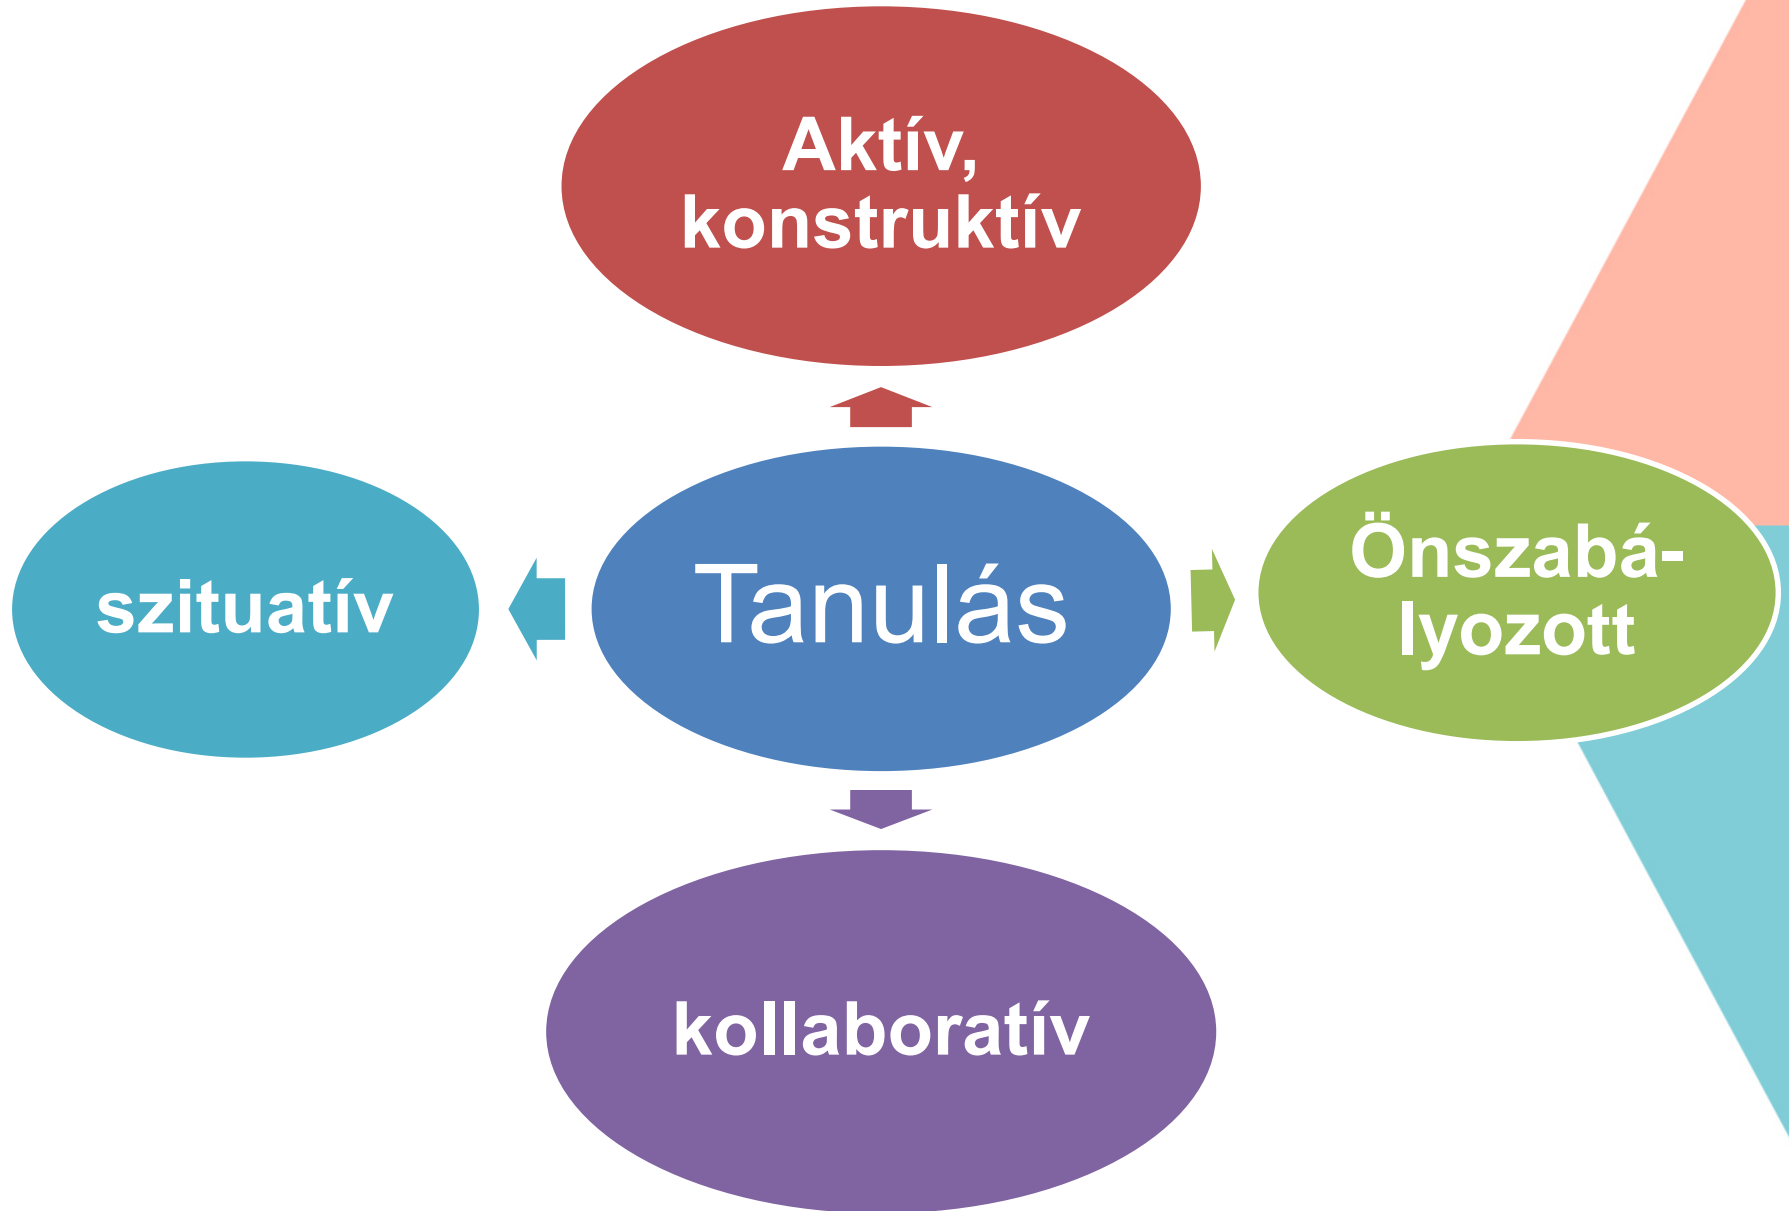 Aktív,
konstruktív
szituatív
Tanulás
Önszabá-
lyozott
kollaboratív